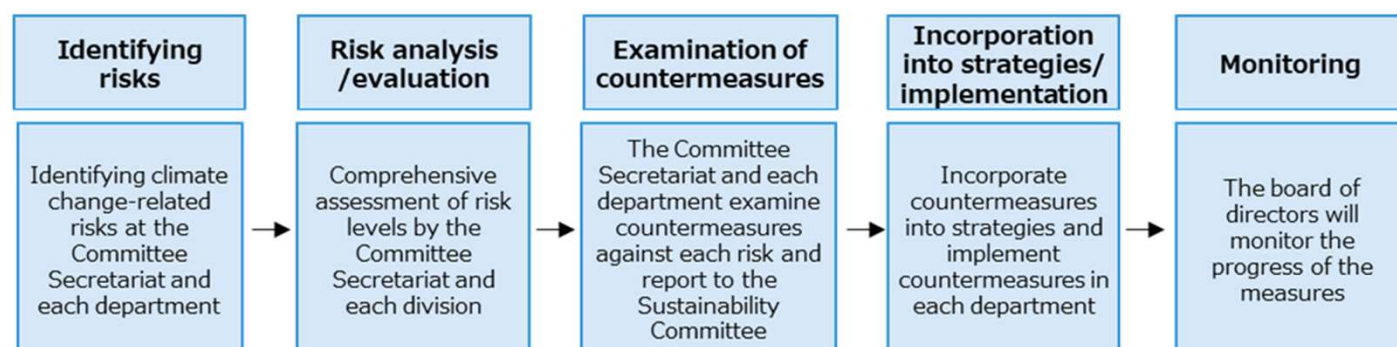 Identifying
risks
Risk analysis
/evaluation
Examination of
countermeasures
Incorporation
into strategies/
implementation
Monitoring
Identifying climate
change-related
risks at the
Committee
Secretariat and
each department
Comprehensive
assessment of risk
levels by the
Committee
Secretariat and
each division
The Committee
Secretariat and each
department examine
countermeasures
against each risk and
report to the
Sustainability
Committee
Incorporate
countermeasures
into strategies and
implement
countermeasures in
each department
The board of
directors will
monitor the
progress of the
measures